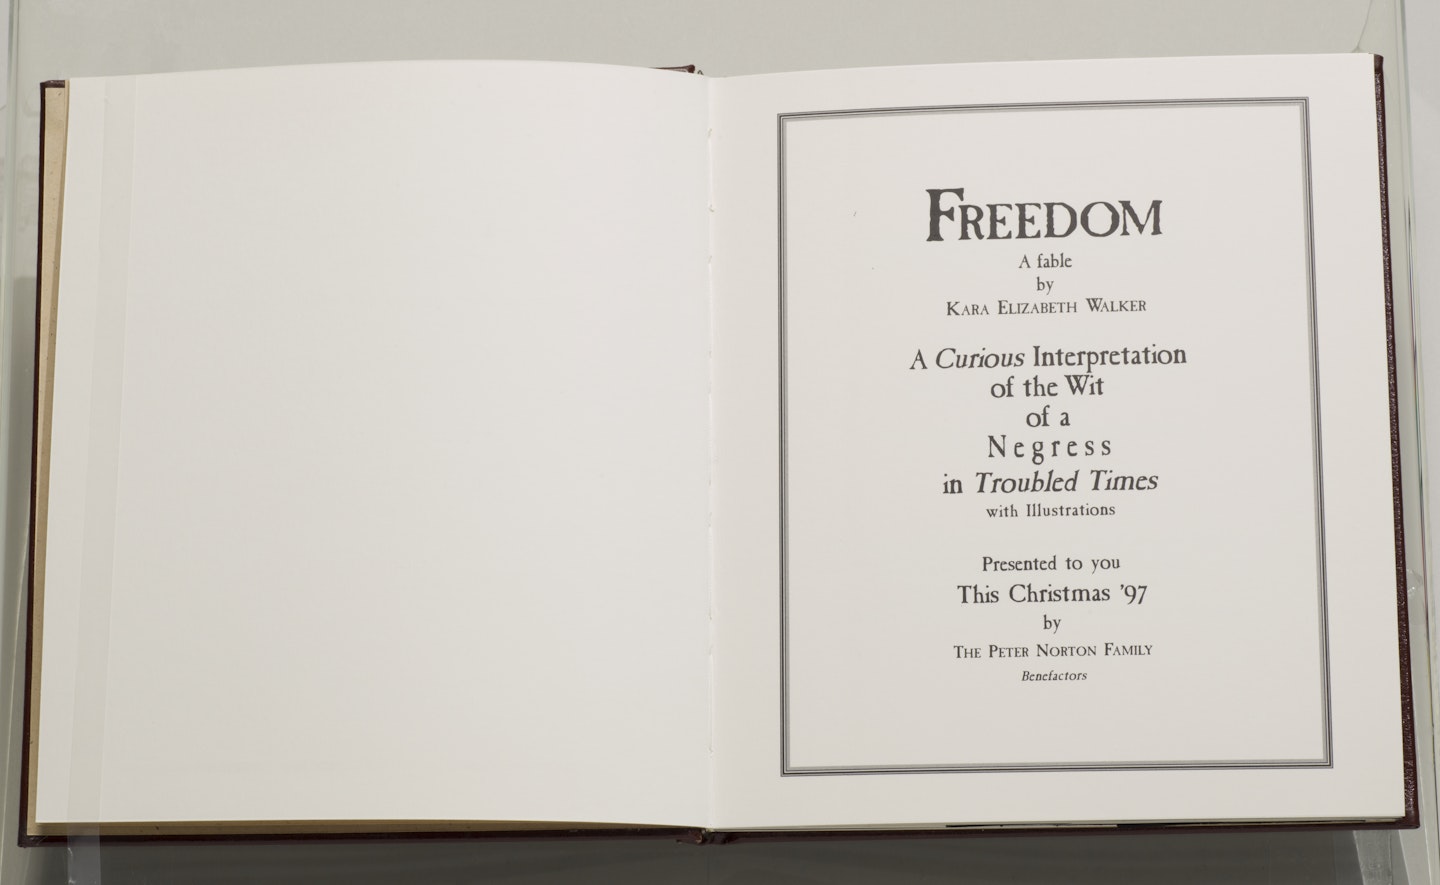 FREEDOM
A fable
by
KARA ELIZABETH WALKER
A Curious Interpretation
of the Wit
of a
Negress
in Troubled Times
with Illustrations
Presented to you
This Christmas '97
by
THE PETER NORTON FAMILY
Benefactors